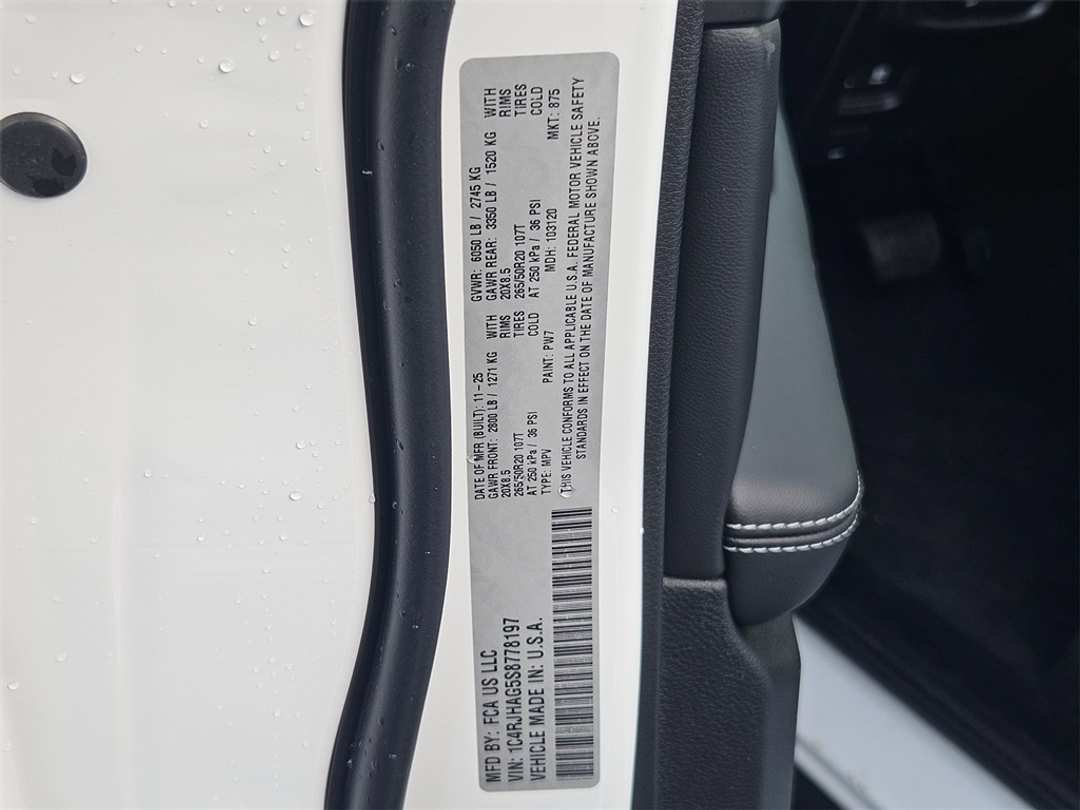 MFD BY: FCA US LLC
VIN: 1C4RJHAG5S8778197
VEHICLE MADE IN: U.S.A.
DATE OF MFR (BUILT): 11-25 GVWR: 6050 LB / 2745 KG
GAWR FRONT: 2800 LB / 1271 KG WITH GAWR REAR: 3350 LB / 1520 KG WITH
20X8.5 RIMS 20X8.5 RIMS
265/50R20 107T TIRES 265/50R20 107T TIRES
AT 250 kPa / 36 PSI COLD AT 250 kPa / 36 PSI COLD
TYPE: MPV PAINT: PW7 MDH: 103120 MKT: 875
THIS VEHICLE CONFORMS TO ALL APPLICABLE U.S.A. FEDERAL MOTOR VEHICLE SAFETY
STANDARDS IN EFFECT ON THE DATE OF MANUFACTURE SHOWN ABOVE.